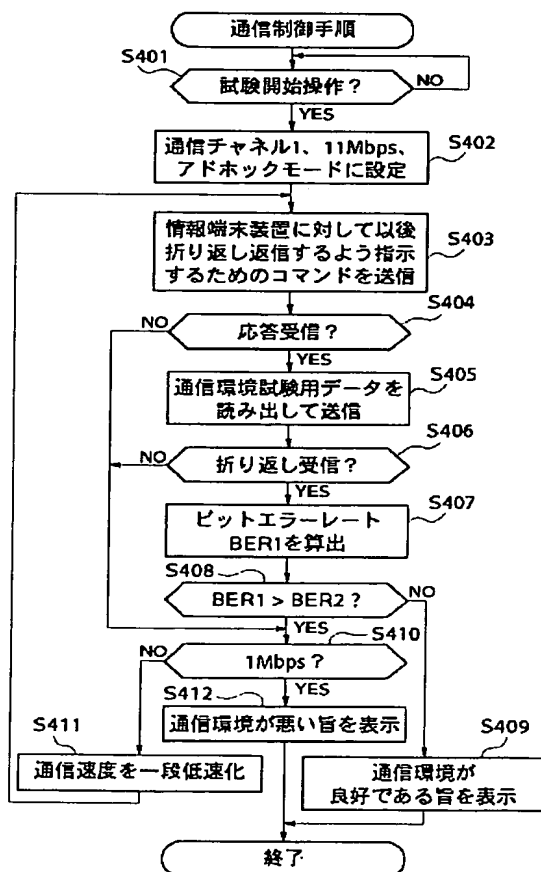 通信制御手順
S401
試験開始操作？
NO
YES
通信チャネル1、11Mbps、
アドホックモードに設定
S402
情報端末装置に対して以後
折り返し返信するよう指示
するためのコマンドを送信
S403
S404
NO
応答受信？
YES
S405
通信環境試験用データを
読み出して送信
S406
NO
折り返し受信？
YES
S407
ビットエラーレート
BER1を算出
S408
BER1 > BER2？
NO
YES
S410
NO
1Mbps？
YES
S412
通信環境が悪い旨を表示
S411
通信速度を一段低速化
S409
通信環境が
良好である旨を表示
終了